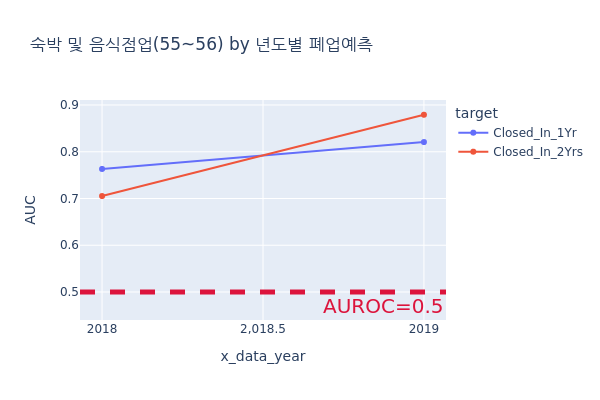 숙박 및 음식점업(55~56) by 년도별 폐업예측
target
Closed_In_1Yr
Closed_In_2Yrs
AUC
0.9
0.8
0.7
0.6
0.5
AUROC=0.5
2018
2,018.5
2019
x_data_year